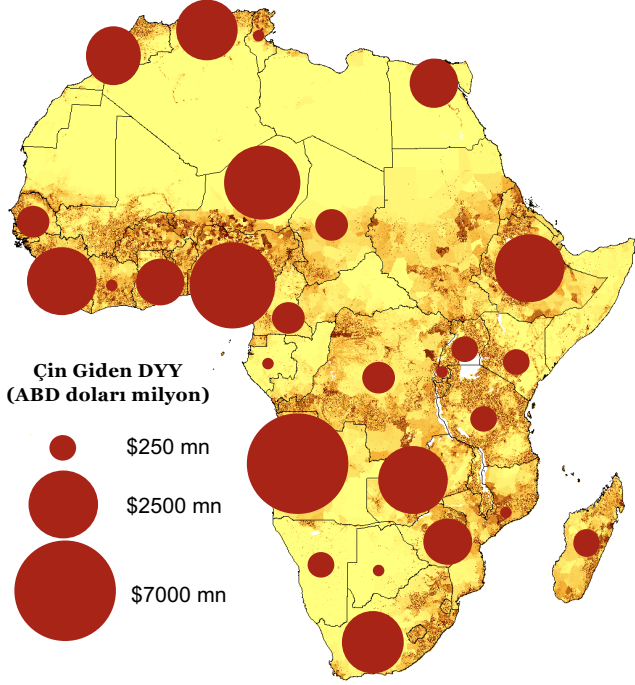 Çin Giden DYY
(ABD doları milyon)
$250 mn
$2500 mn
$7000 mn